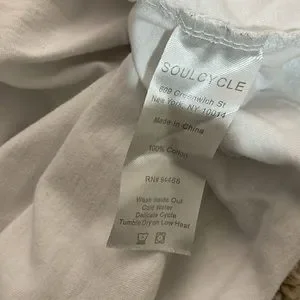 SOULCYCLE
609 Greenwich St
New York, NY 10014
Made in China
100% Cotton
RN# 94468
Wash Inside Out
Cold Water
Delicate Cycle
Tumble Dry on Low Heat